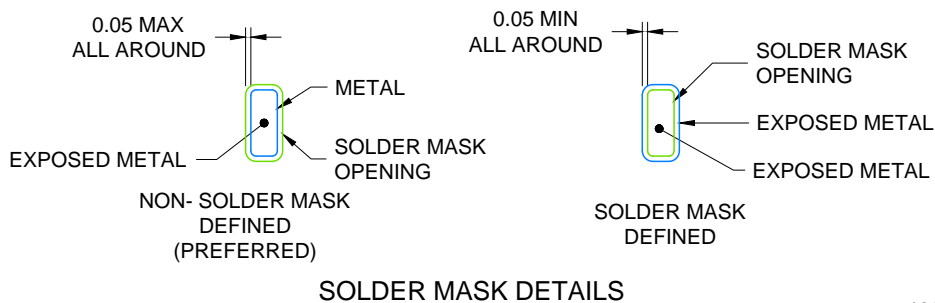 0.05 MAX
ALL AROUND
METAL
EXPOSED METAL
SOLDER MASK
OPENING
NON- SOLDER MASK
DEFINED
(PREFERRED)
0.05 MIN
ALL AROUND
SOLDER MASK
OPENING
EXPOSED METAL
EXPOSED METAL
SOLDER MASK
DEFINED
SOLDER MASK DETAILS